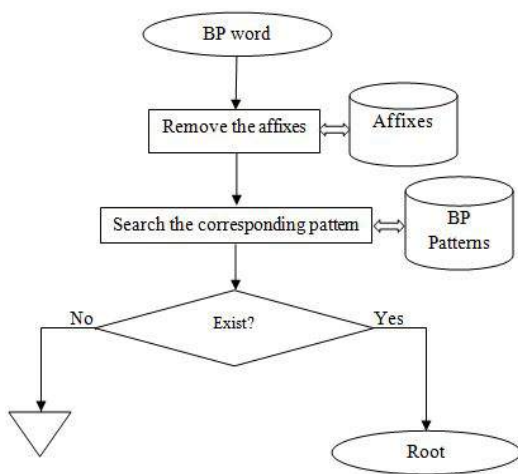 BP word
Remove the affixes
Affixes
Search the corresponding pattern
BP
Patterns
Exist?
No
Yes
Root